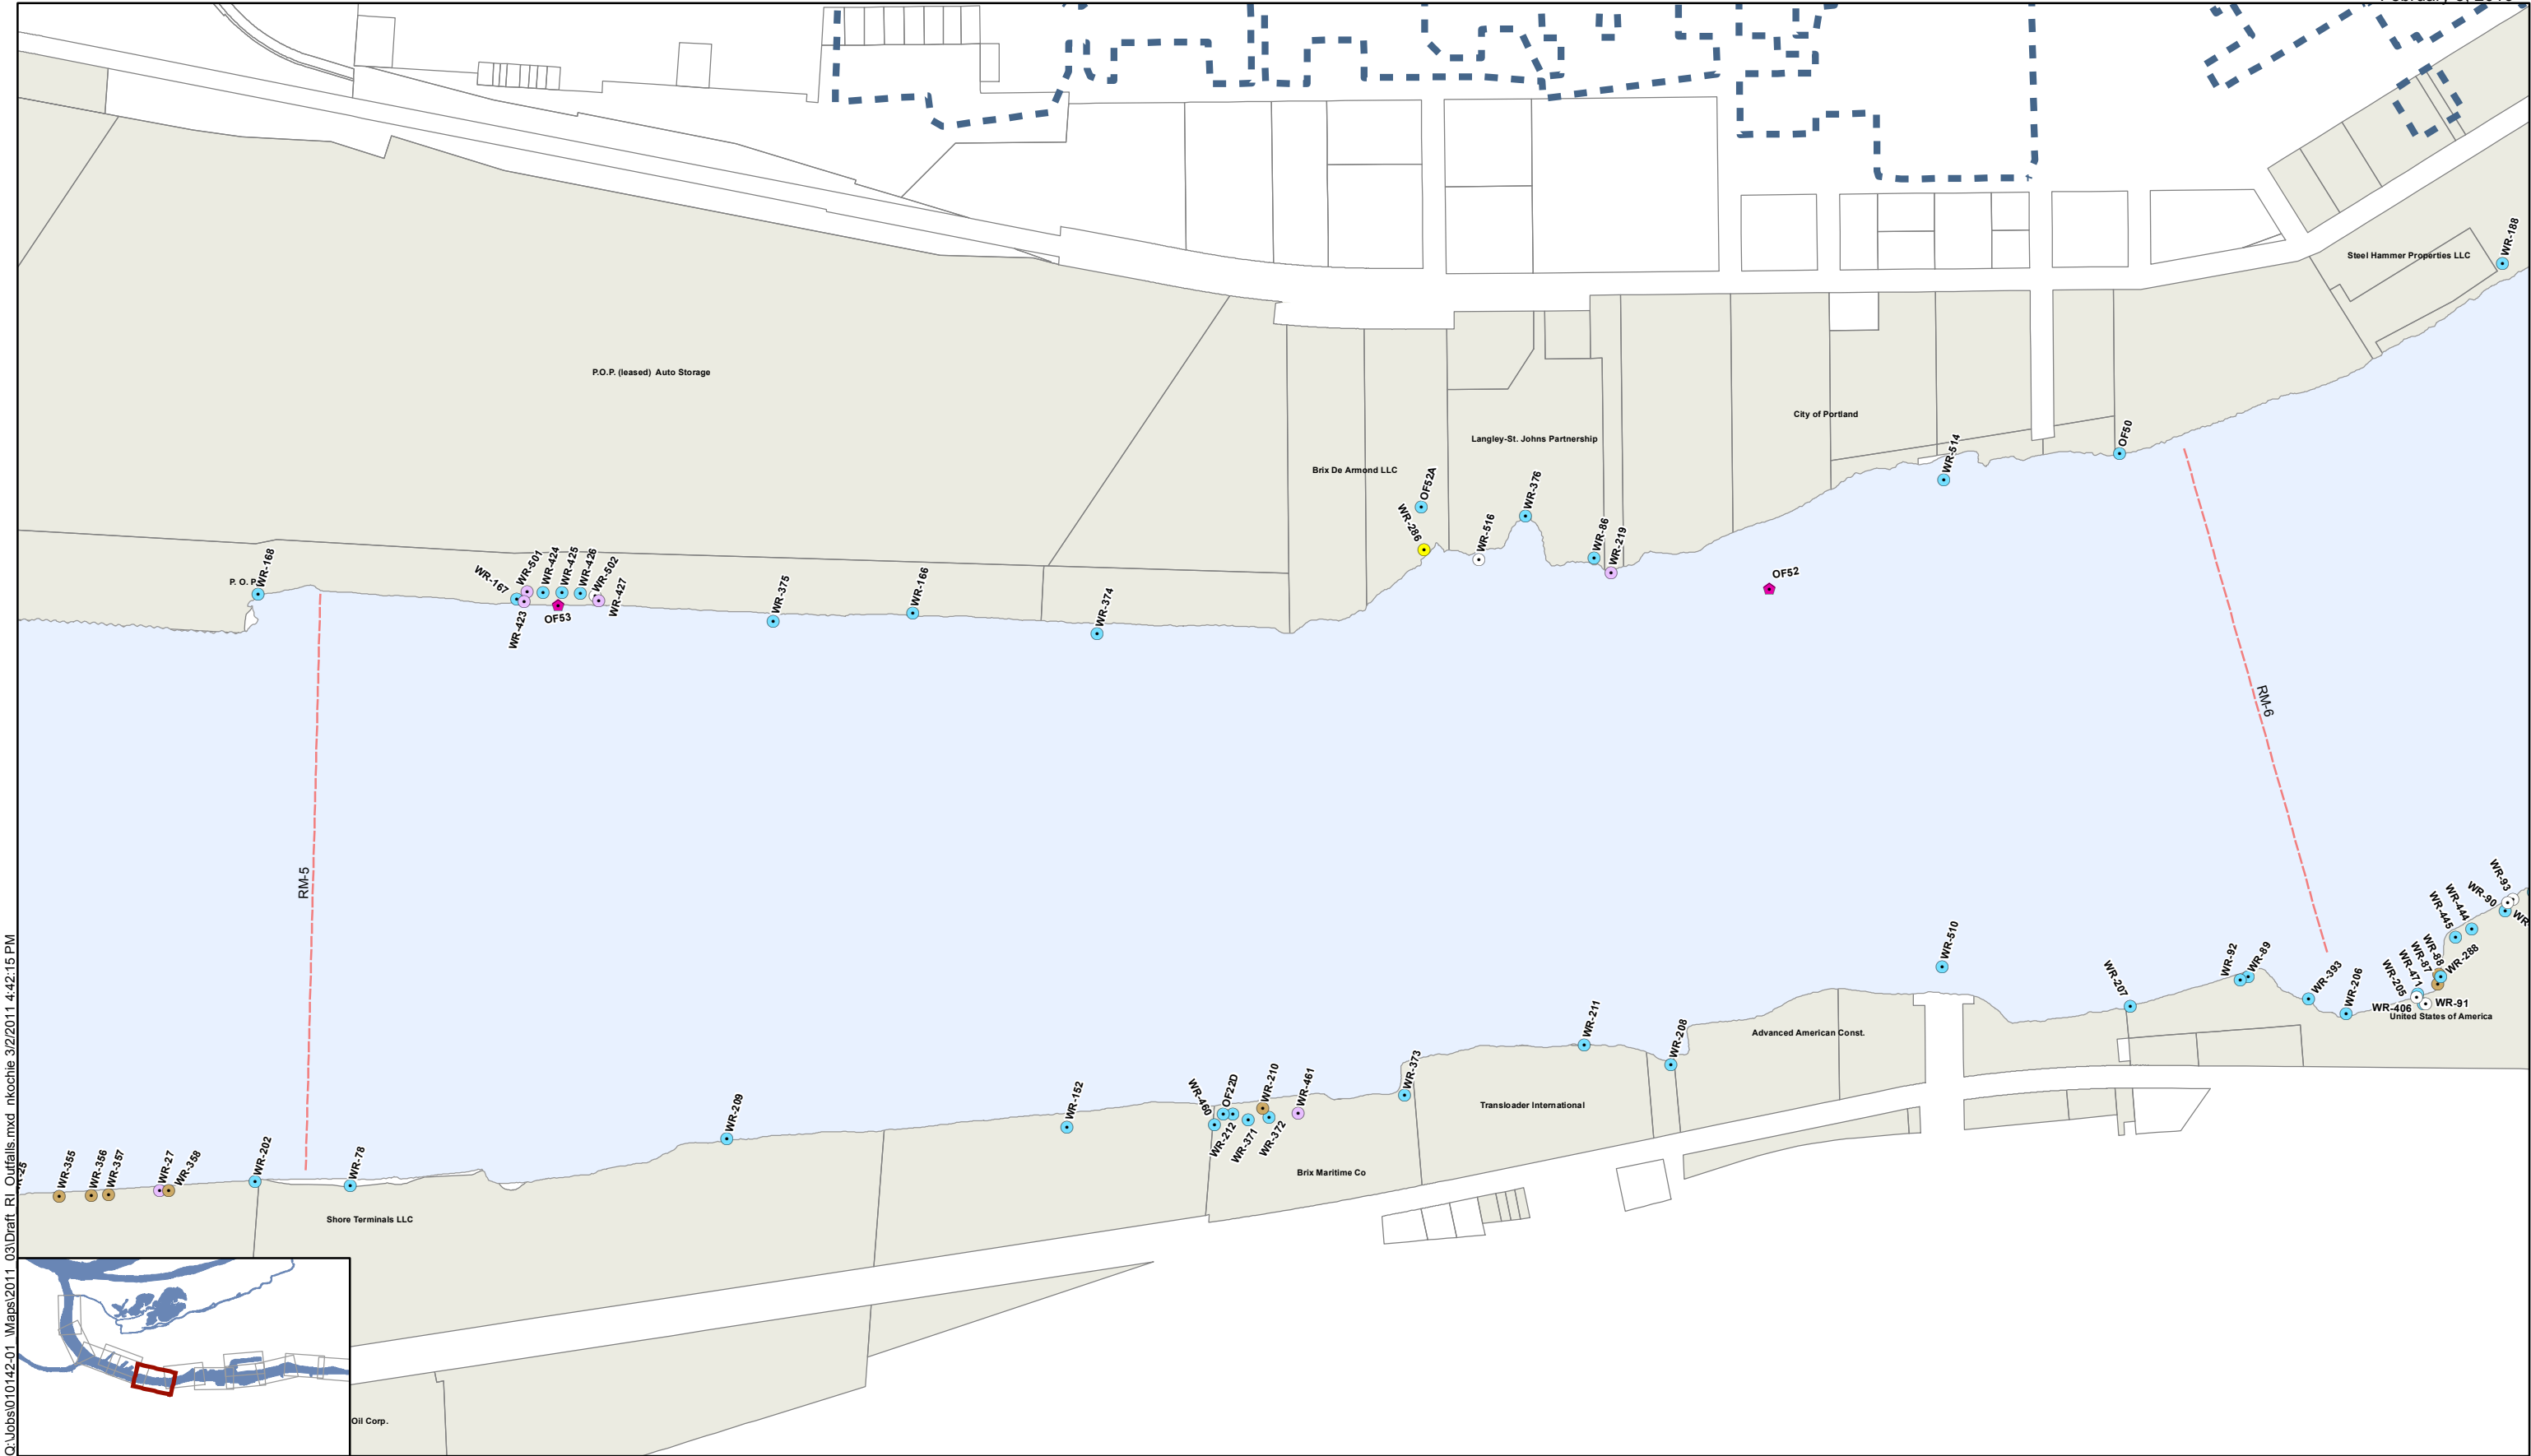 Steel Hammer Properties LLC
WR-188
P.O.P. (leased) Auto Storage
City of Portland
Langley-St. Johns Partnership
Brix De Armond LLC
OF50
WR-514
OF52A
WR-376
WR-286
WR-516
WR-86
WR-219
OF52
P. O. P.
WR-168
WR-167
WR-501
WR-424
WR-425
WR-426
WR-502
WR-427
WR-423
OF53
WR-375
WR-166
WR-374
RM-5
RM-6
WR-93
WR-90
WR-444
WR-445
WR-88
WR-87
WR-288
WR-471
WR-205
WR-406
WR-91
United States of America
WR-510
WR-207
WR-92
WR-89
WR-393
WR-206
WR-211
WR-208
Advanced American Const.
WR-373
Transloader International
WR-460
OF22D
WR-210
WR-461
WR-212
WR-371
WR-372
Brix Maritime Co
WR-152
WR-209
WR-355
WR-356
WR-357
WR-27
WR-358
WR-202
WR-78
Shore Terminals LLC
Oil Corp.
Q:\Jobs\010142-01 \Maps\2011_03\Draft_RI_Outfalls.mxd nkochie 3/2/2011 4:42:15 PM